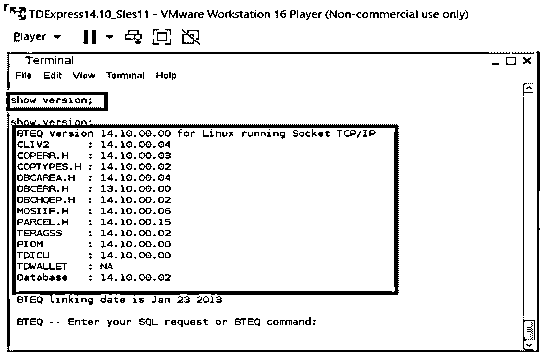 TDExpress14.10_Sles11 - VMware Workstation 16 Player (Non-commercial use only)
Player
Terminal
File Edit View Terminal Help
show version;
show version;
BTEQ version 14.10.00.00 for Linux running Socket TCP/IP
CLIV2 : 14.10.00.04
COPERR.H : 14.10.00.03
COPTYPES.H : 14.10.00.02
DBCAREA.H : 14.10.00.04
DBCERR.H : 13.10.00.00
DBCHQEP.H : 14.10.00.02
MOSIIF.H : 14.10.00.06
PARCEL.H : 14.10.00.15
TERAGSS : 14.10.00.02
PIOM : 14.10.00.00
TDICU : 14.10.00.00
TDWALLET : NA
Database : 14.10.00.02
BTEQ linking date is Jan 23 2013
BTEQ -- Enter your SQL request or BTEQ command: